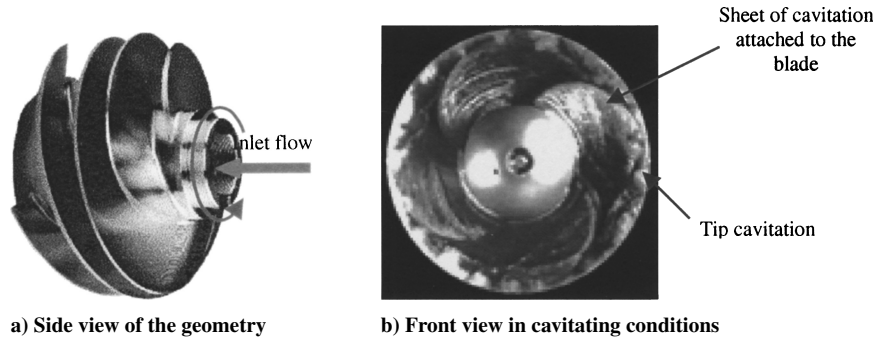 Sheet of cavitation
attached to the
blade
nlet flow
Tip cavitation
a) Side view of the geometry
b) Front view in cavitating conditions